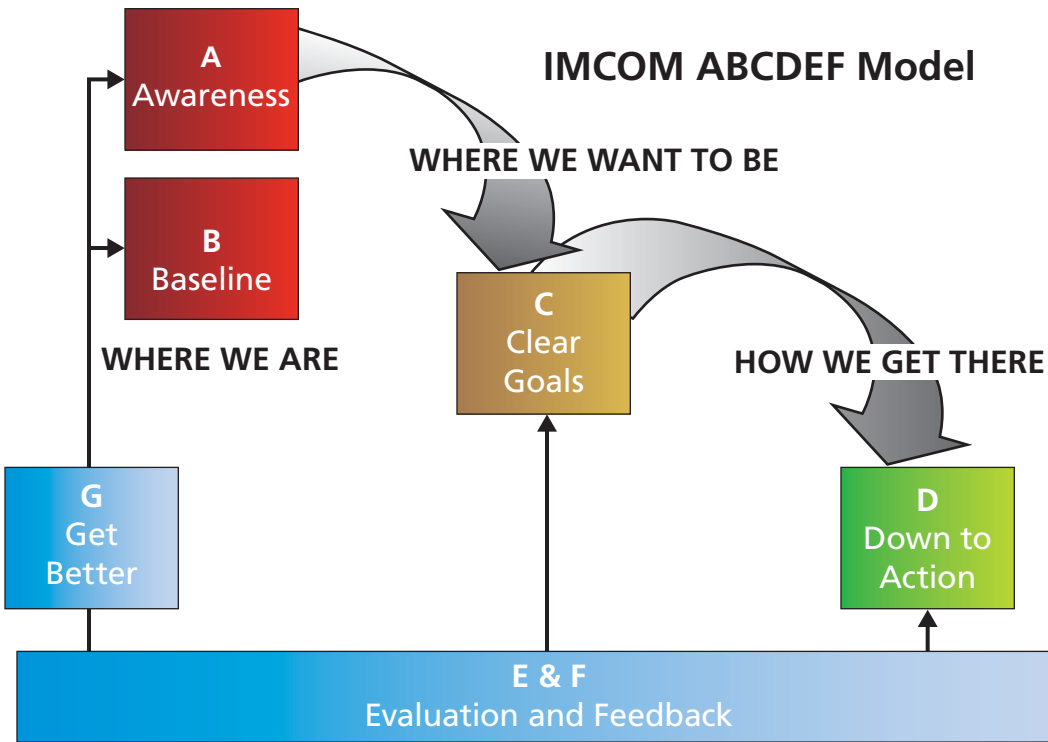 IMCOM ABCDEF Model
A
Awareness
WHERE WE WANT TO BE
B
Baseline
WHERE WE ARE
C
Clear
Goals
HOW WE GET THERE
G
Get
Better
D
Down to
Action
E & F
Evaluation and Feedback